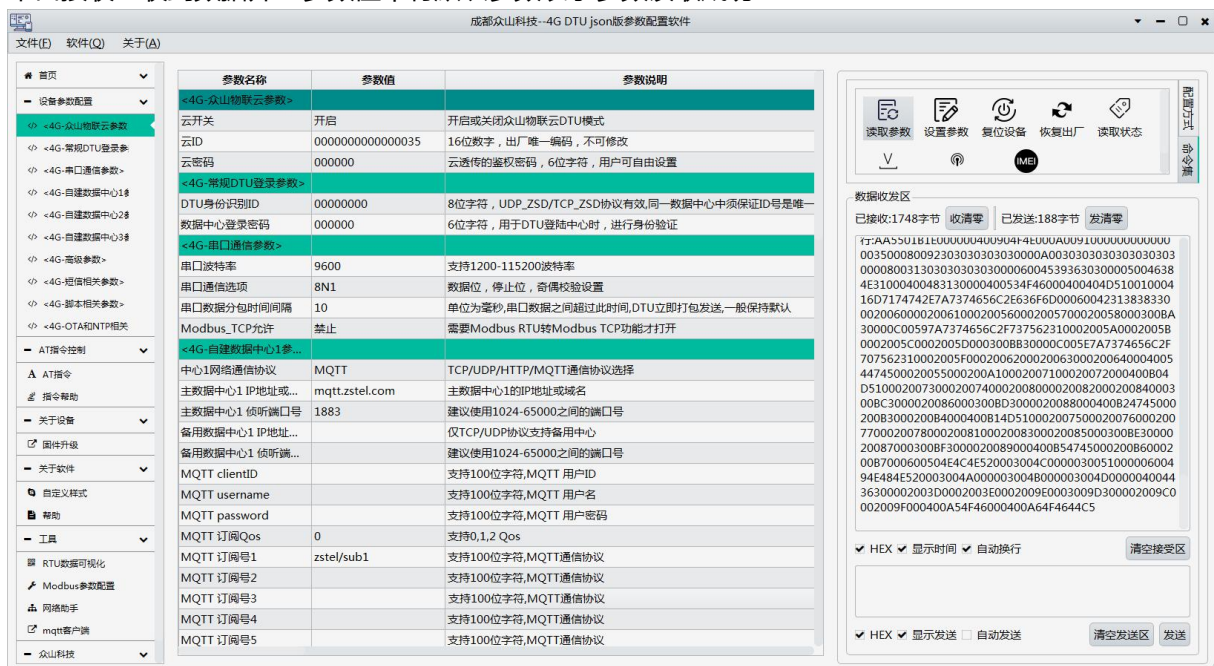 成都众山科技--4G DTU json版参数配置软件
文件(F) 软件(Q) 关于(A)
首页
设备参数配置
<4G-众山物联云参数
<4G-常规DTU登录参
<4G-串口通信参数>
<4G-自建数据中心1参
<4G-自建数据中心2参
<4G-自建数据中心3参
<4G-高级参数>
<4G-短信相关参数>
<4G-脚本相关参数>
<4G-OTA和NTP相关
AT指令控制
AT指令
指令帮助
关于设备
固件升级
关于软件
自定义样式
帮助
工具
RTU数据可视化
Modbus参数配置
网络助手
mqtt客户端
众山科技
参数名称 参数值 参数说明
<4G-众山物联云参数>
云开关 开启 开启或关闭众山物联云DTU模式
云ID 0000000000000035 16位数字，出厂唯一编码，不可修改
云密码 000000 云透传的鉴权密码，6位字符，用户可自由设置
<4G-常规DTU登录参数>
DTU身份识别ID 00000000 8位字符，UDP_ZSD/TCP_ZSD协议有效,同一数据中心中须保证ID号是唯一
数据中心登录密码 000000 6位字符，用于DTU登陆中心时，进行身份验证
<4G-串口通信参数>
串口波特率 9600 支持1200-115200波特率
串口通信选项 8N1 数据位，停止位，奇偶校验设置
串口数据分包时间间隔 10 单位为毫秒,串口数据之间超过此时间,DTU立即打包发送,一般保持默认
Modbus_TCP允许 禁止 需要Modbus RTU转Modbus TCP功能才打开
<4G-自建数据中心1参...
中心1网络通信协议 MQTT TCP/UDP/HTTP/MQTT通信协议选择
主数据中心1 IP地址或... mqtt.zstel.com 主数据中心1的IP地址或域名
主数据中心1 侦听端口号 1883 建议使用1024-65000之间的端口号
备用数据中心1 IP地址... 仅TCP/UDP协议支持备用中心
备用数据中心1 侦听端... 建议使用1024-65000之间的端口号
MQTT clientID 支持100位字符,MQTT 用户ID
MQTT username 支持100位字符,MQTT 用户名
MQTT password 支持100位字符,MQTT 用户密码
MQTT 订阅Qos 0 支持0,1,2 Qos
MQTT 订阅号1 zstel/sub1 支持100位字符,MQTT通信协议
MQTT 订阅号2 支持100位字符,MQTT通信协议
MQTT 订阅号3 支持100位字符,MQTT通信协议
MQTT 订阅号4 支持100位字符,MQTT通信协议
MQTT 订阅号5 支持100位字符,MQTT通信协议
读取参数 设置参数 复位设备 恢复出厂 读取状态
V IMEI
配置方式
命令集
数据收发区
已接收:1748字节 收清零 已发送:188字节 发清零
行:AA5501B1E000000400904F4E000A0091000000000000
0035000800923030303030303000A00303030303030303
00008003130303030303000060045393630300005004638
4E310004004831300004005 34F46000400404D510010004
16D7174742E7A7374656C2E636F6D00060042313838330
0020060000200610002005600020057000200580003 00BA
30000C00597A7374656C2F7375623100 02005A0002005B
0002005C0002005D000300BB30000C005E7A7374656C2F
7075623100 02005F00020062000200630002006400 04005
44745000200550002 00A100020071000200720004 00B04
D510002007300020074000200800002008200020084 0003
00BC3000020086000300BD3000020088000400B24745000
200B3000200B4000400B14D510002007500020076000200
77000200780002008100020083000200850003 00BE30000
20087000300BF3000020089000400B54745000200B60002
00B7000600504E4C4E520003004C0000030051000006004
94E484E520003004A000003004B000003004D0000040044
36300002003D0002003E0002009E0003009D300002009C0
002009F000400A54F46000400A64F4644C5
HEX 显示时间 自动换行 清空接受区
HEX 显示发送 自动发送 清空发送区 发送